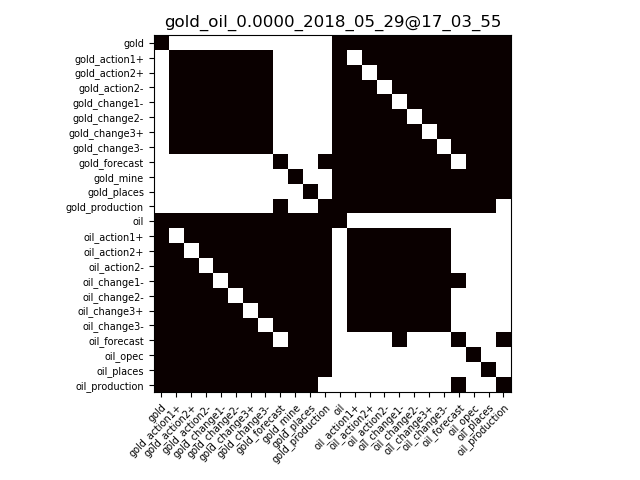 gold_oil_0.0000_2018_05_29@17_03_55
gold
gold_action1+
gold_action2+
gold_action2-
gold_change1-
gold_change2-
gold_change3+
gold_change3-
gold_forecast
gold_mine
gold_places
gold_production
oil
oil_action1+
oil_action2+
oil_action2-
oil_change1-
oil_change2-
oil_change3+
oil_change3-
oil_forecast
oil_opec
oil_places
oil_production
gold
gold_action1+
gold_action2+
gold_action2-
gold_change1-
gold_change2-
gold_change3+
gold_change3-
gold_forecast
gold_mine
gold_places
gold_production
oil
oil_action1+
oil_action2+
oil_action2-
oil_change1-
oil_change2-
oil_change3+
oil_change3-
oil_forecast
oil_opec
oil_places
oil_production